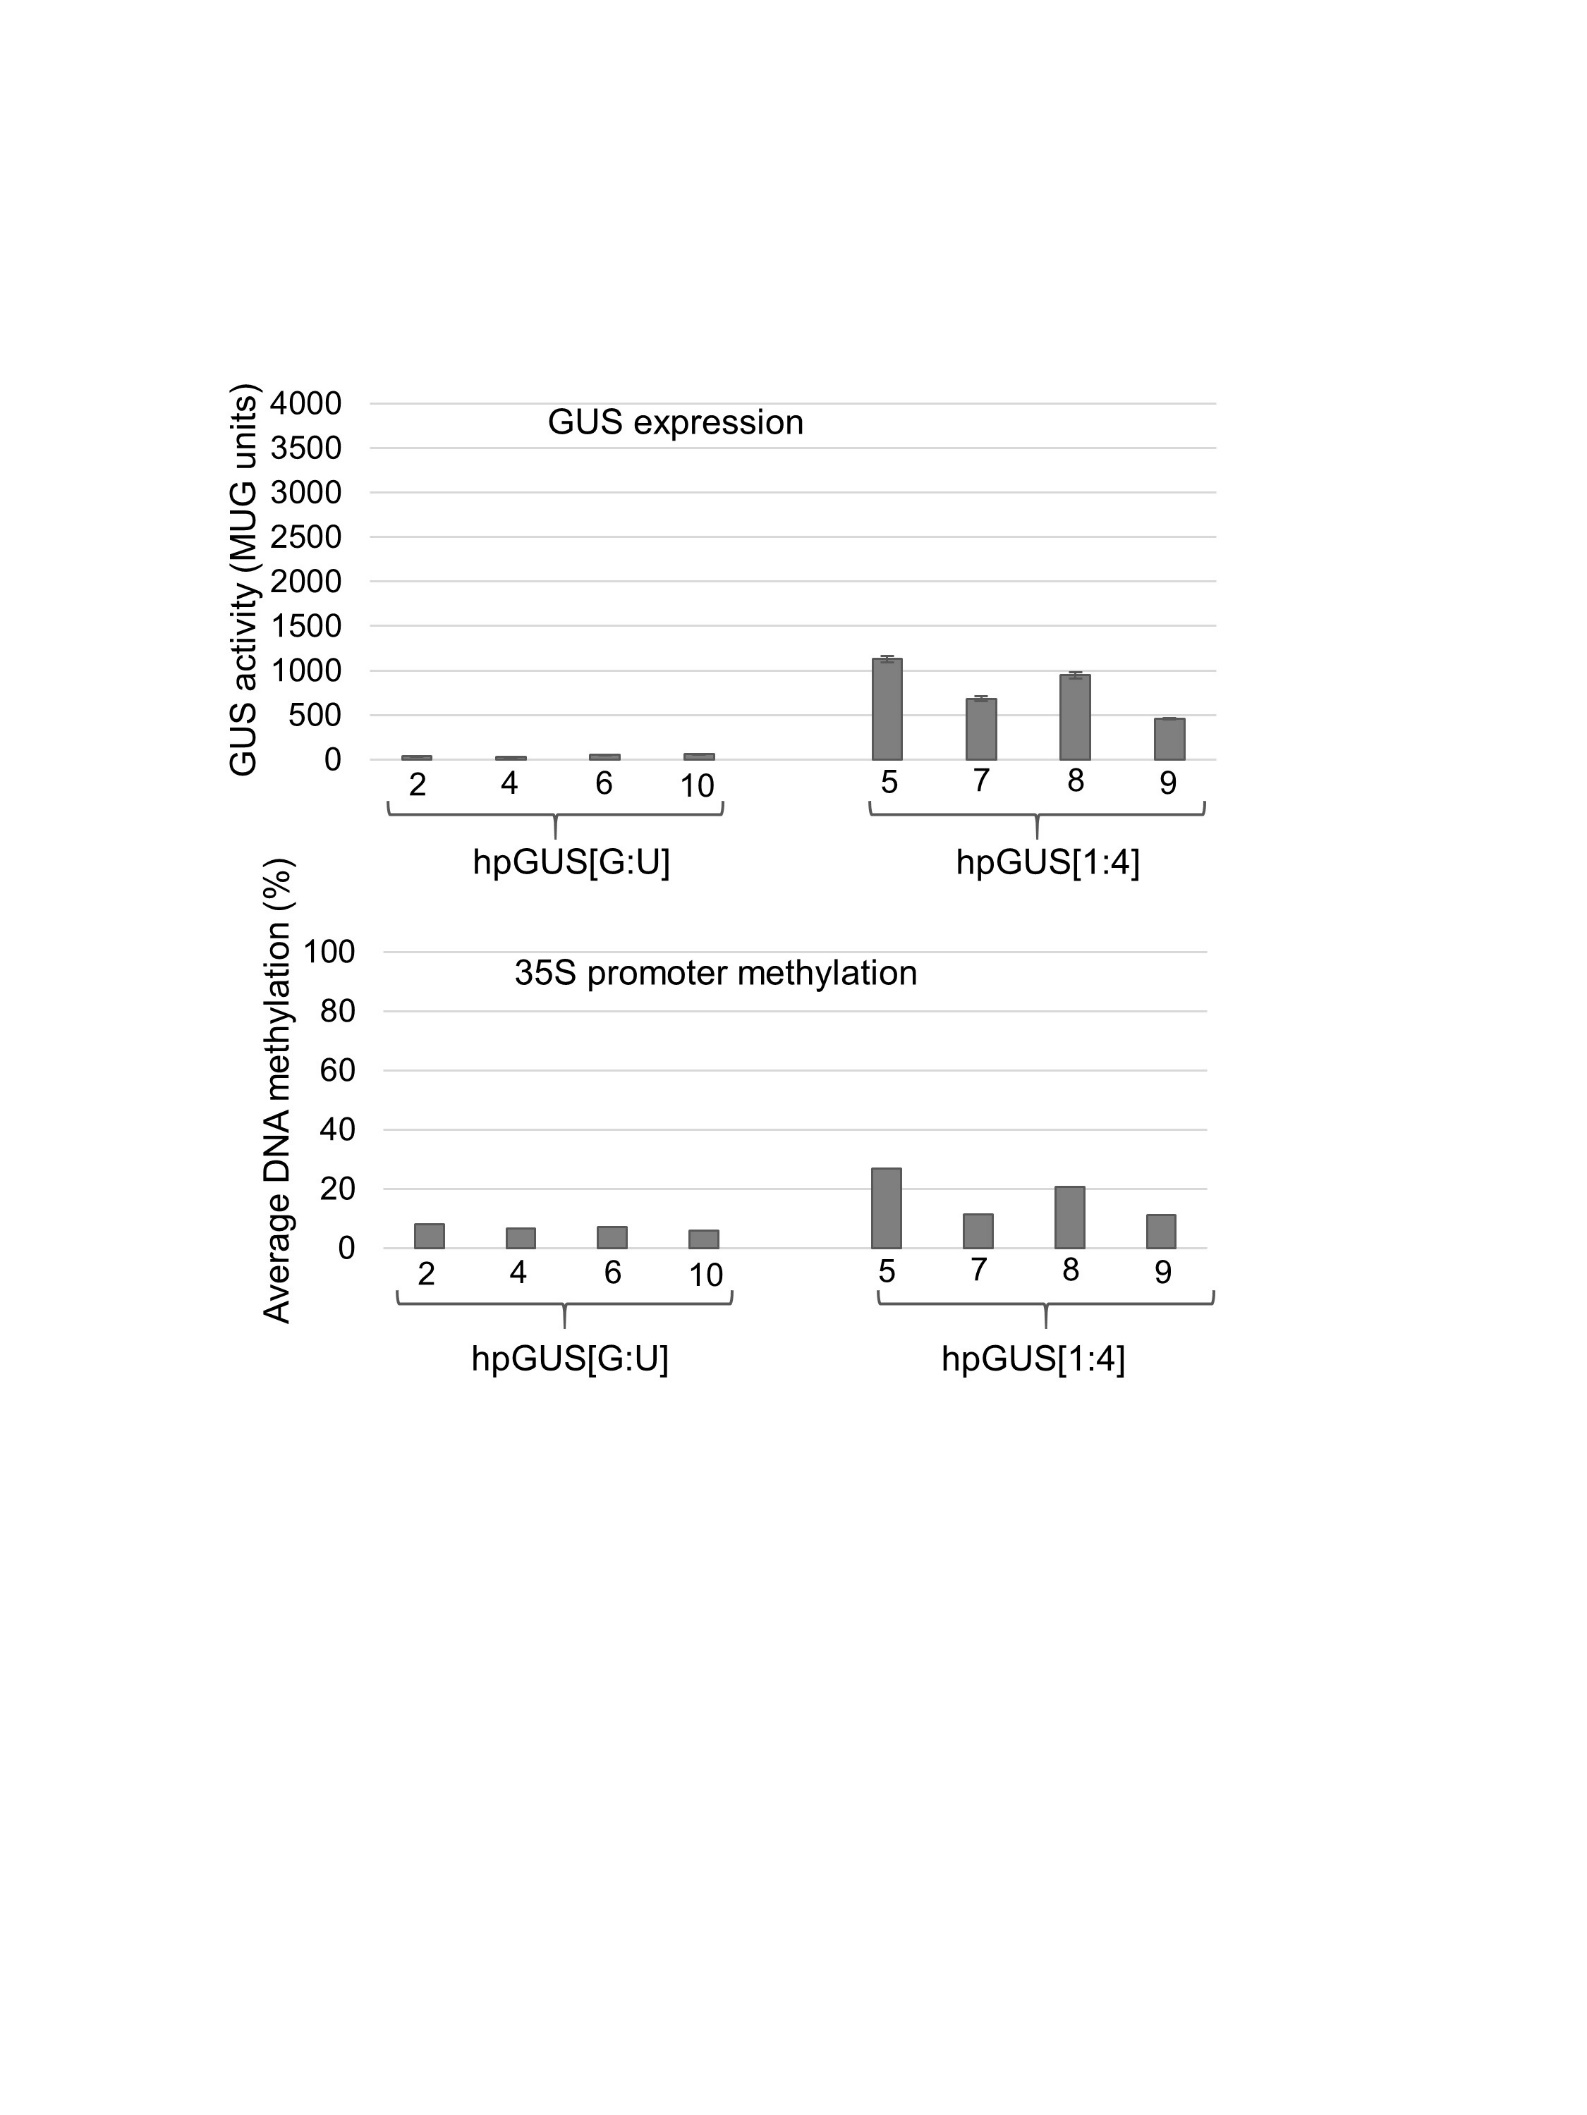 GUS activity (MUG units)
GUS expression
4000
3500
3000
2500
2000
1500
1000
500
0
2 4 6 10 5 7 8 9
hpGUS[G:U] hpGUS[1:4]
Average DNA methylation (%)
35S promoter methylation
100
80
60
40
20
0
2 4 6 10 5 7 8 9
hpGUS[G:U] hpGUS[1:4]